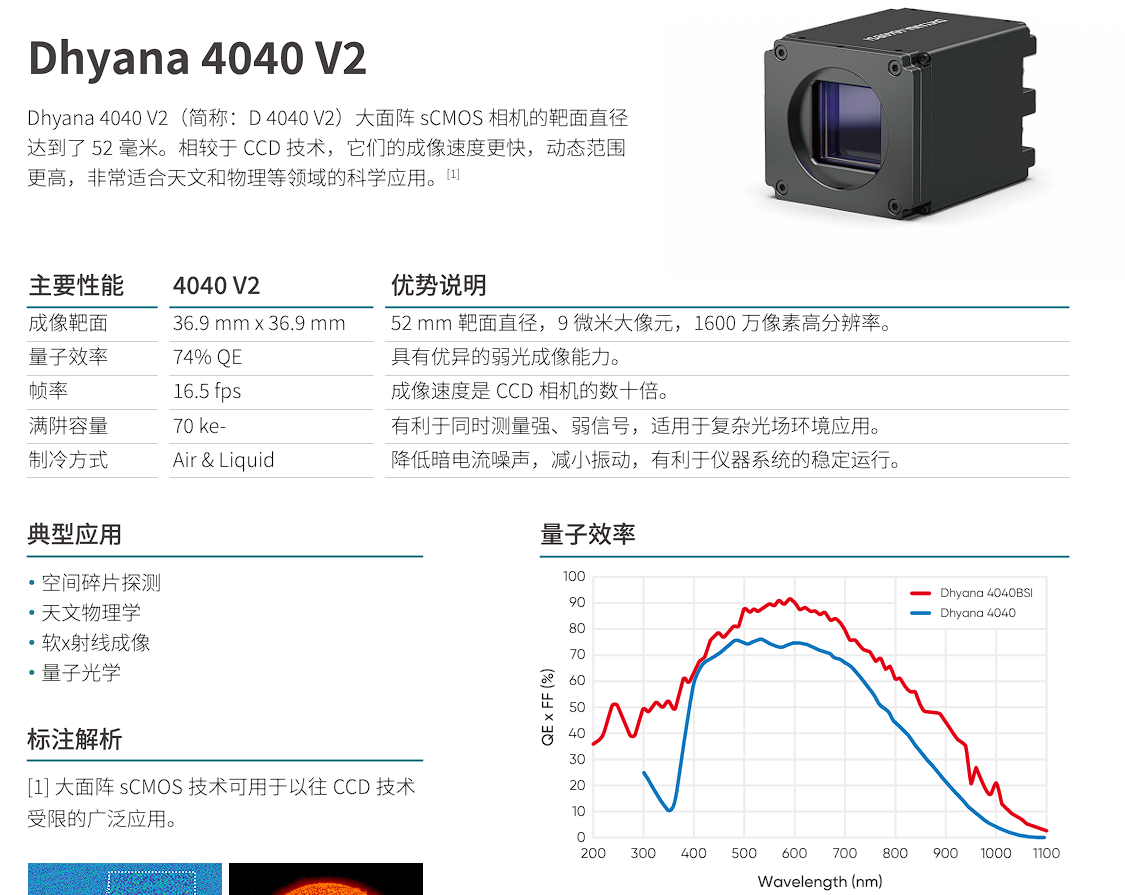 Dhyana 4040 V2
Dhyana 4040 V2（简称：D 4040 V2）大面阵 sCMOS 相机的靶面直径
达到了 52 毫米。相较于 CCD 技术，它们的成像速度更快，动态范围
更高，非常适合天文和物理等领域的科学应用。[1]
主要性能 4040 V2 优势说明
成像靶面 36.9 mm x 36.9 mm 52 mm 靶面直径，9 微米大像元，1600 万像素高分辨率。
量子效率 74% QE 具有优异的弱光成像能力。
帧率 16.5 fps 成像速度是 CCD 相机的数十倍。
满阱容量 70 ke- 有利于同时测量强、弱信号，适用于复杂光场环境应用。
制冷方式 Air & Liquid 降低暗电流噪声，减小振动，有利于仪器系统的稳定运行。
典型应用
• 空间碎片探测
• 天文物理学
• 软x射线成像
• 量子光学
标注解析
[1] 大面阵 sCMOS 技术可用于以往 CCD 技术
受限的广泛应用。
量子效率
Dhyana 4040BSI
Dhyana 4040
QE x FF (%)
100
90
80
70
60
50
40
30
20
10
0
200 300 400 500 600 700 800 900 1000 1100
Wavelength (nm)